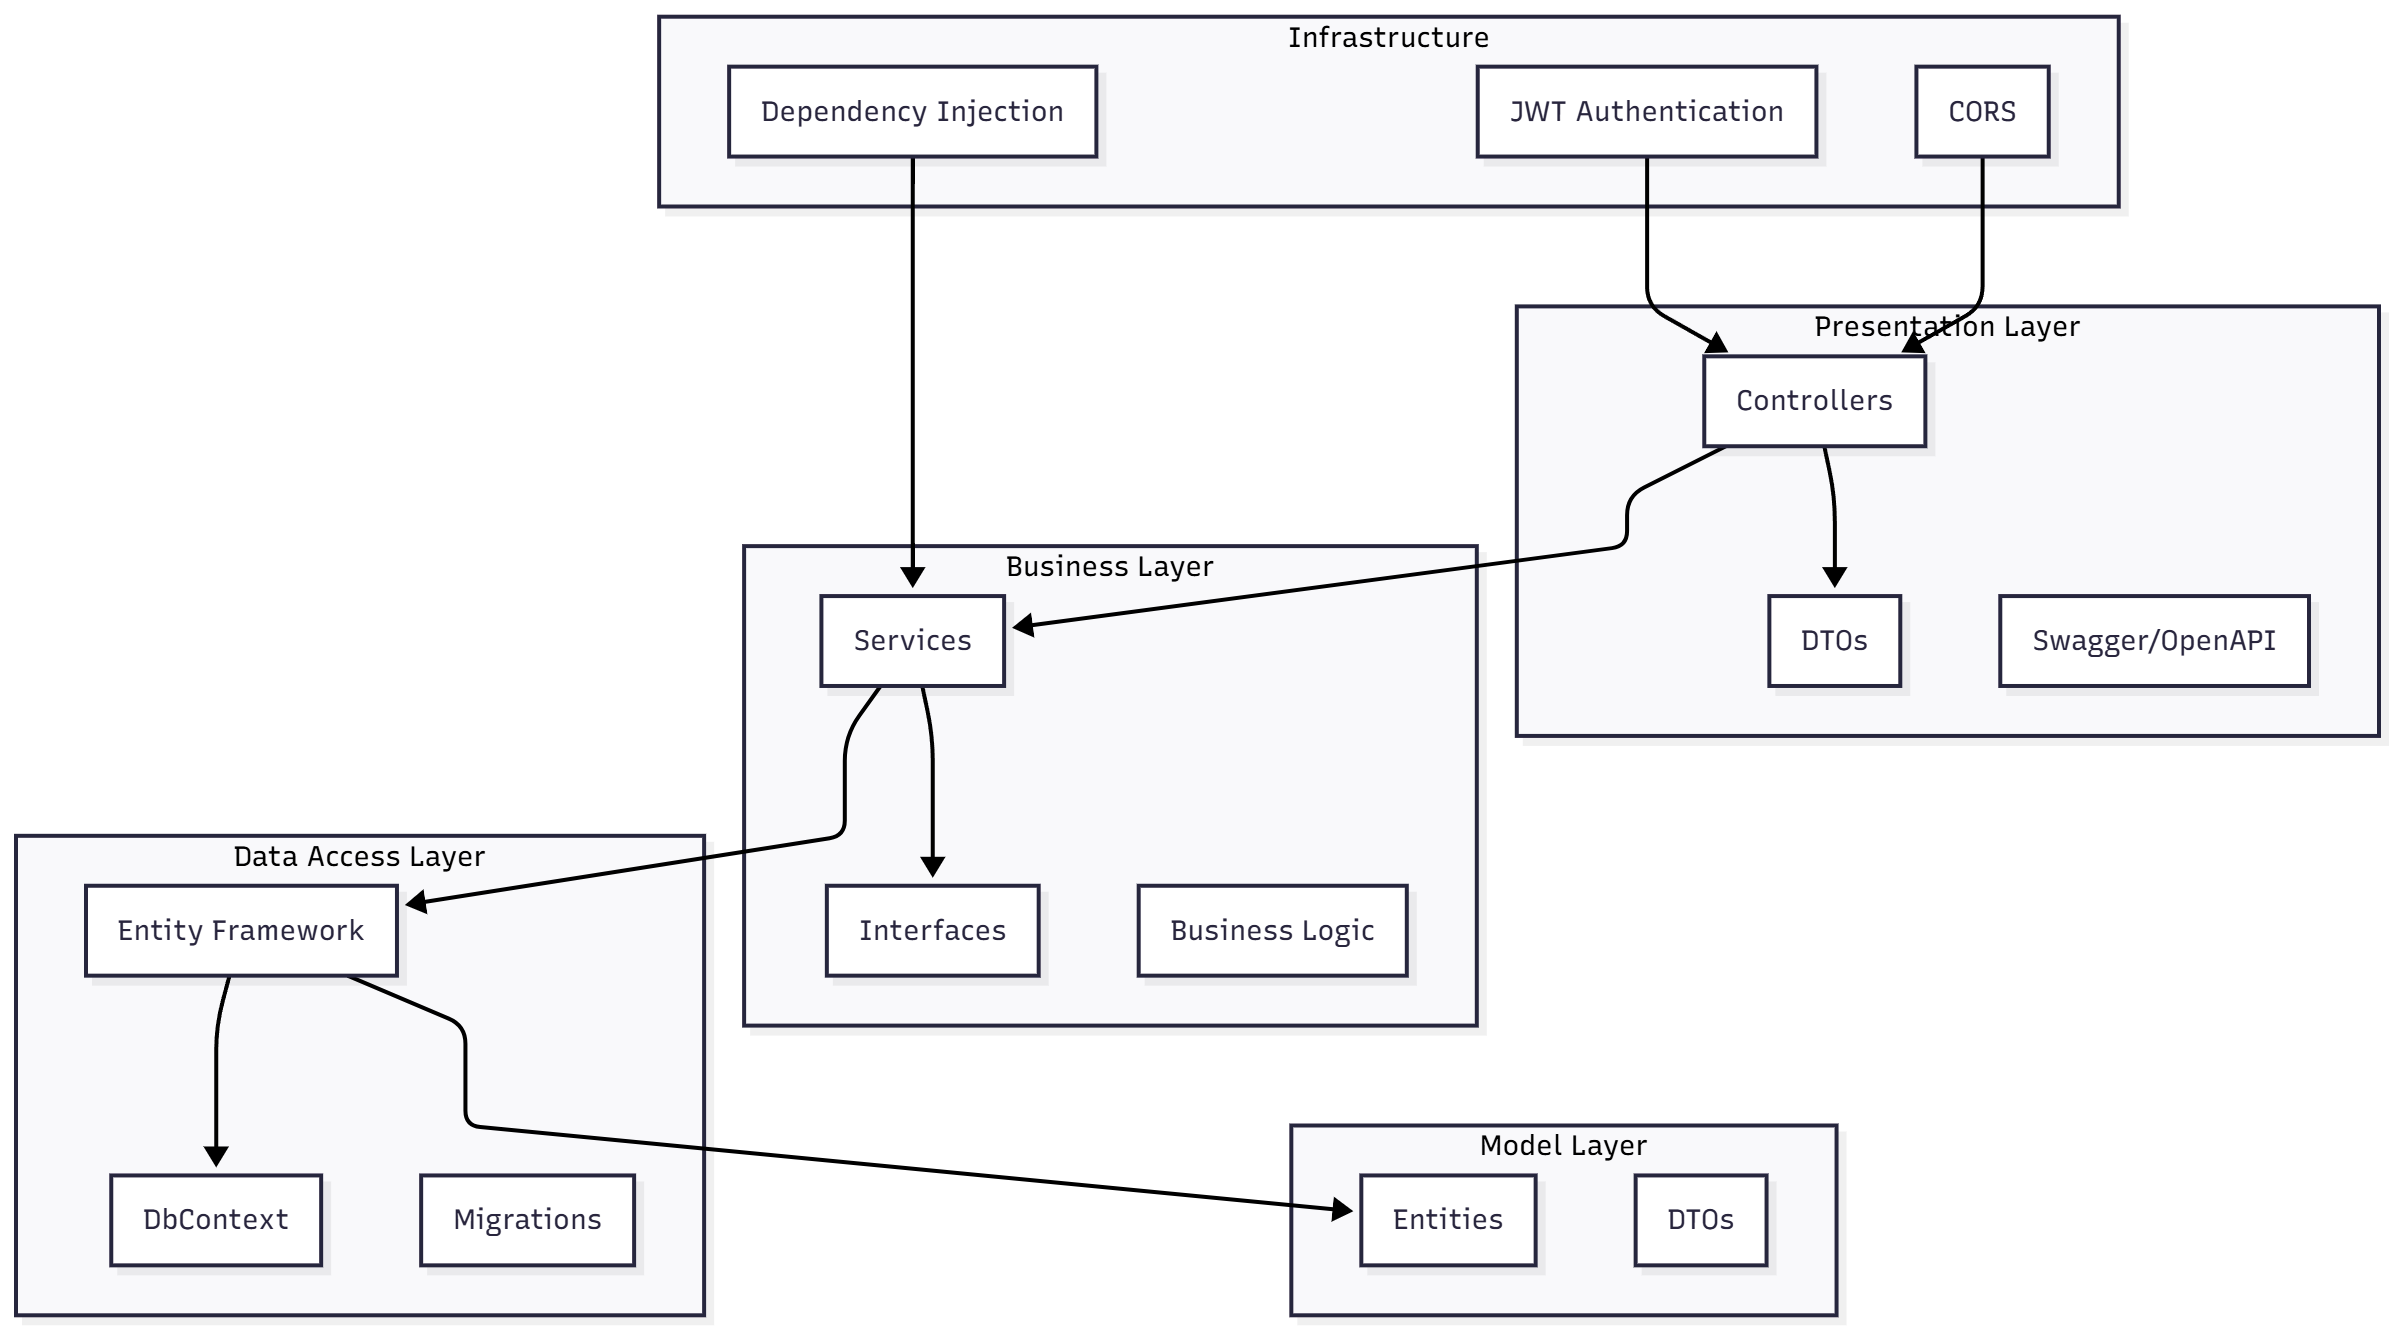 Infrastructure
Dependency Injection
JWT Authentication
CORS
Presentation Layer
Controllers
DTOs
Swagger/OpenAPI
Business Layer
Services
Interfaces
Business Logic
Data Access Layer
Entity Framework
DbContext
Migrations
Model Layer
Entities
DTOs